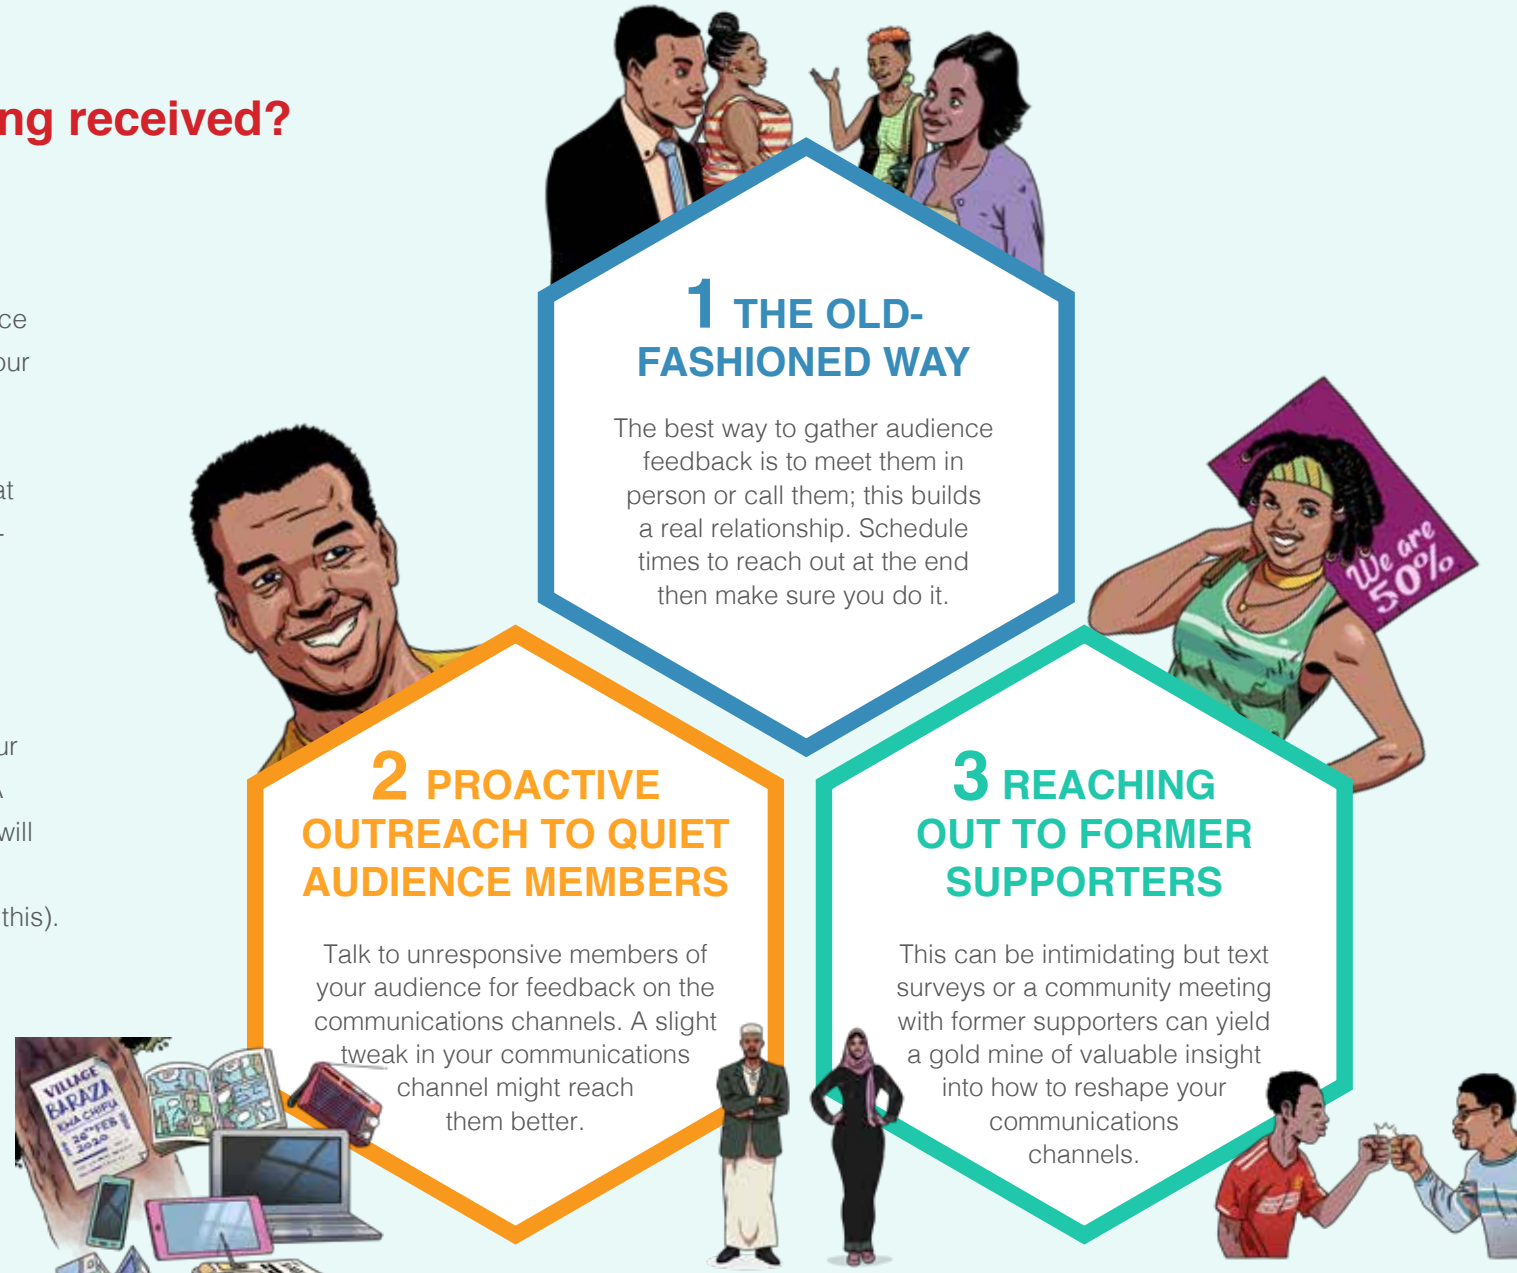 ng received?
ce
our
at
-
ur
A
will
this).
1 THE OLD-
FASHIONED WAY
The best way to gather audience
feedback is to meet them in
person or call them; this builds
a real relationship. Schedule
times to reach out at the end
then make sure you do it.
We are
50%
2 PROACTIVE
OUTREACH TO QUIET
AUDIENCE MEMBERS
Talk to unresponsive members of
your audience for feedback on the
communications channels. A slight
tweak in your communications
channel might reach
them better.
3 REACHING
OUT TO FORMER
SUPPORTERS
This can be intimidating but text
surveys or a community meeting
with former supporters can yield
a gold mine of valuable insight
into how to reshape your
communications
channels.
VILLAGE
BARAZA
KWA CHIFU
26TH FEB
2020